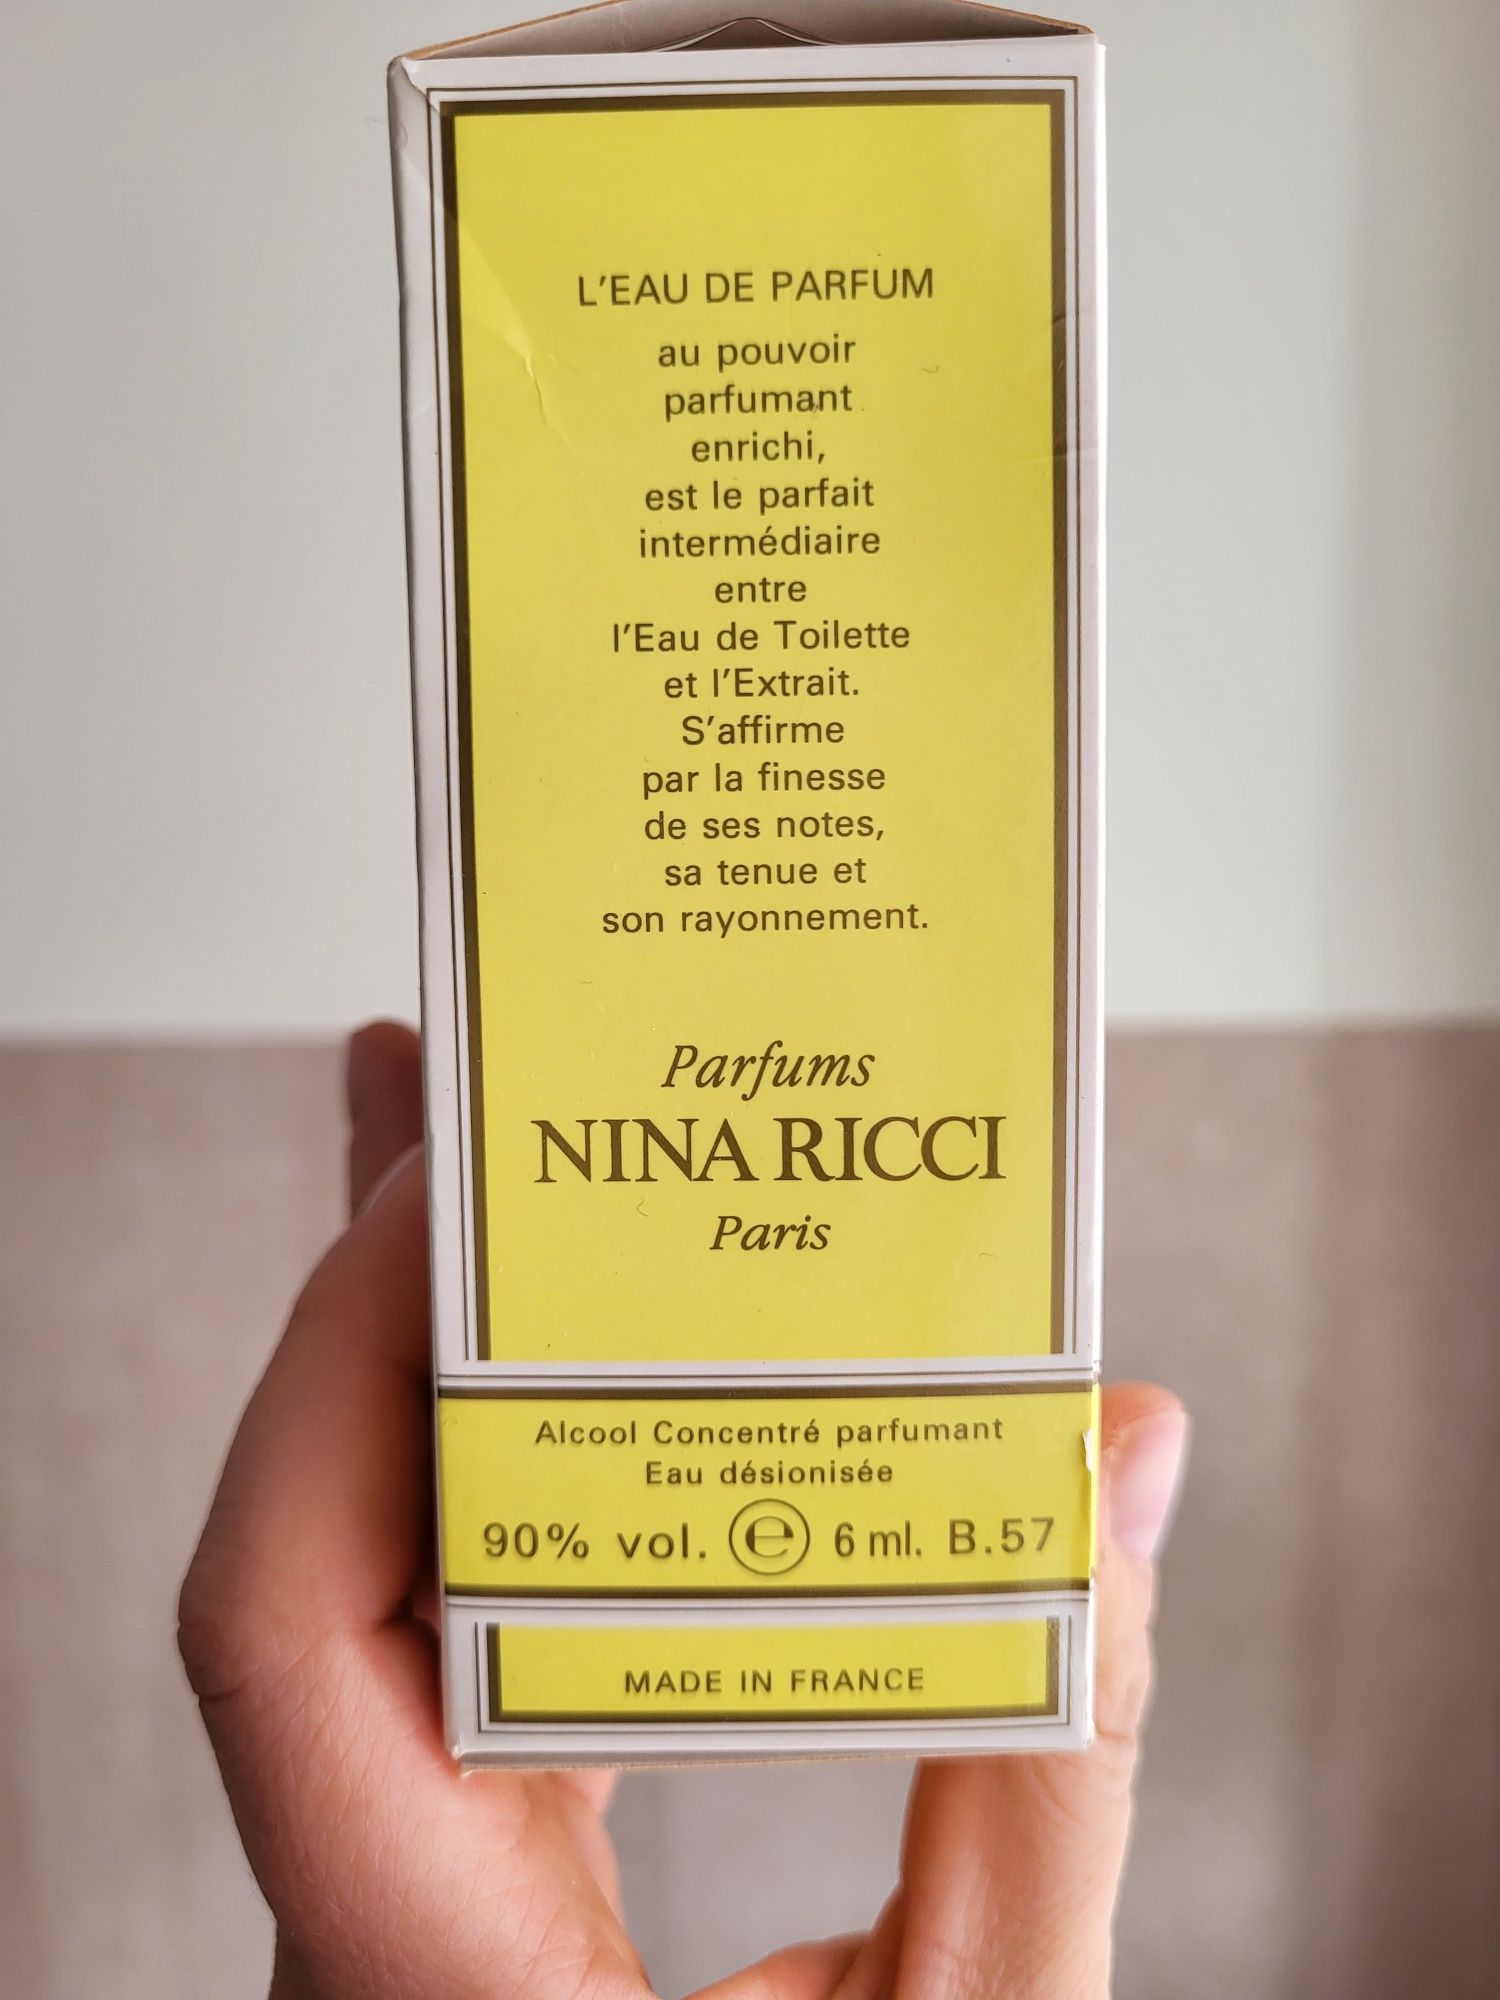 L'EAU DE PARFUM
au pouvoir
parfumant
enrichi,
est le parfait
intermédiaire
entre
l'Eau de Toilette
et l'Extrait.
S'affirme
par la finesse
de ses notes,
sa tenue et
son rayonnement.
Parfums
NINA RICCI
Paris
Alcool Concentré parfumant
Eau désionisée
90% vol. ℮ 6 ml. B.57
MADE IN FRANCE